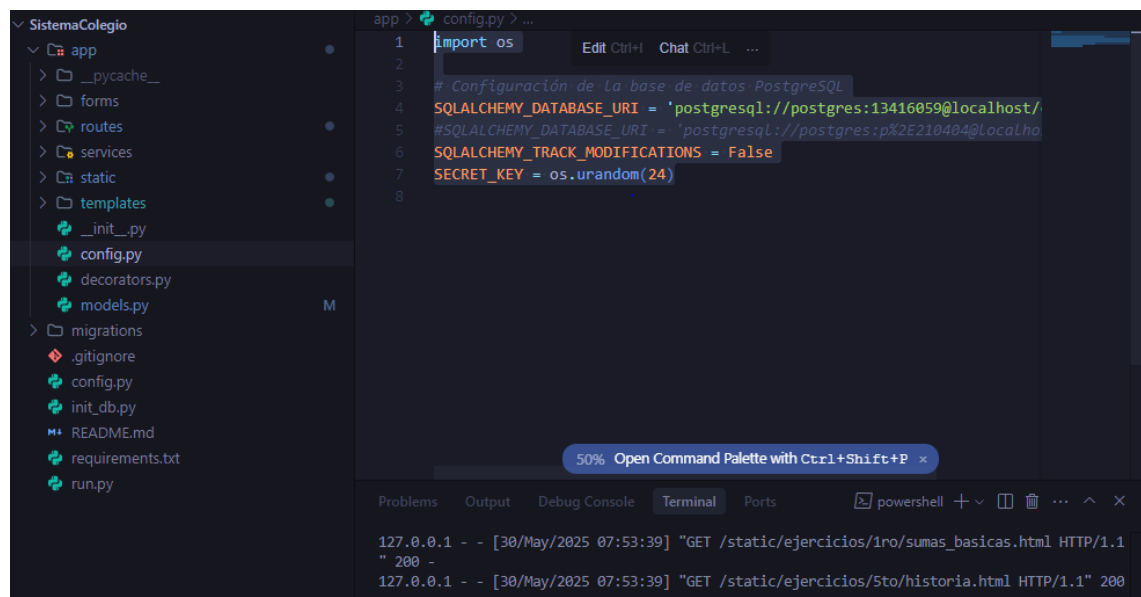 SistemaColegio
app
__pycache__
forms
routes
services
static
templates
__init__.py
config.py
decorators.py
models.py M
migrations
.gitignore
config.py
init_db.py
README.md
requirements.txt
run.py
app > config.py > ...
1 import os
Edit Ctrl+I Chat Ctrl+L ...
2
3 # Configuración de la base de datos PostgreSQL
4 SQLALCHEMY_DATABASE_URI = 'postgresql://postgres:13416059@localhost/
5 #SQLALCHEMY_DATABASE_URI = 'postgresql://postgres:p%2E210404@localho
6 SQLALCHEMY_TRACK_MODIFICATIONS = False
7 SECRET_KEY = os.urandom(24)
8
50% Open Command Palette with Ctrl+Shift+P ×
Problems Output Debug Console Terminal Ports powershell
127.0.0.1 - - [30/May/2025 07:53:39] "GET /static/ejercicios/1ro/sumas_basicas.html HTTP/1.1
" 200 -
127.0.0.1 - - [30/May/2025 07:53:39] "GET /static/ejercicios/5to/historia.html HTTP/1.1" 200